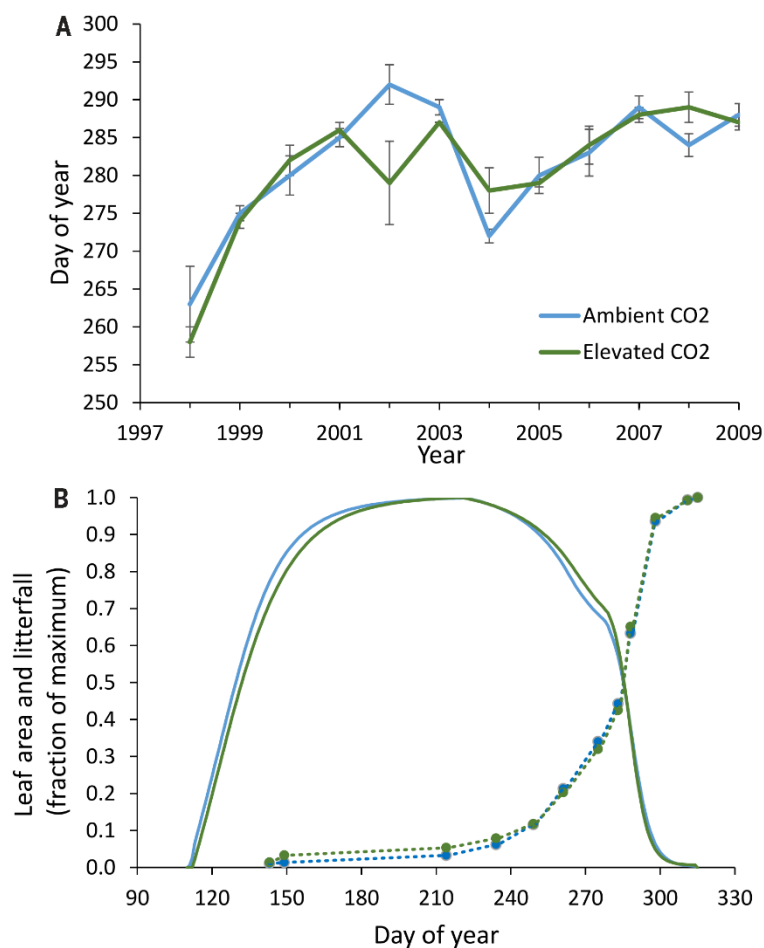 A
300
295
290
285
280
275
270
265
260
255
250
Day of year
Ambient CO2
Elevated CO2
1997 1999 2001 2003 2005 2007 2009
Year
B
1.0
0.9
0.8
0.7
0.6
0.5
0.4
0.3
0.2
0.1
0.0
Leaf area and litterfall
(fraction of maximum)
90 120 150 180 210 240 270 300 330
Day of year